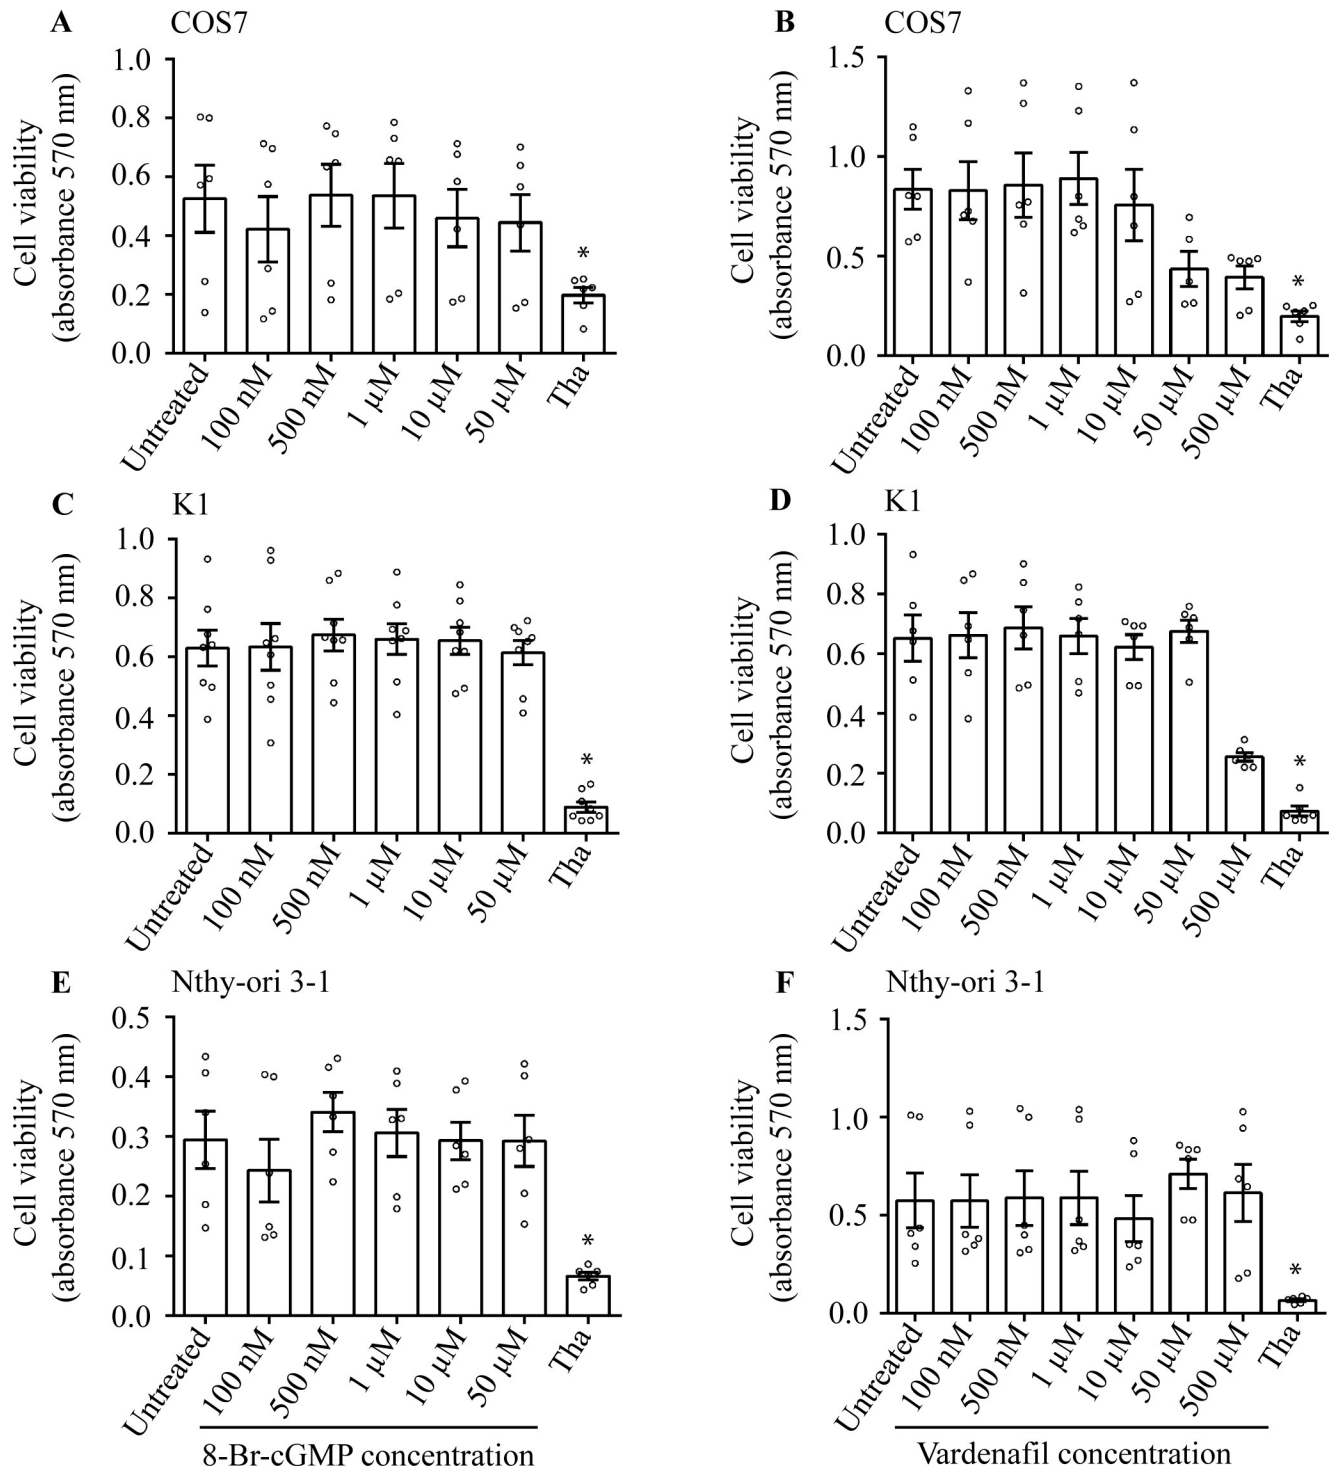 A COS7
Cell viability
(absorbance 570 nm)
1.0
0.8
0.6
0.4
0.2
0.0
*
Untreated
100 nM
500 nM
1 μM
10 μM
50 μM
Tha
B COS7
Cell viability
(absorbance 570 nm)
1.5
1.0
0.5
0.0
*
Untreated
100 nM
500 nM
1 μM
10 μM
50 μM
500 μM
Tha
C K1
Cell viability
(absorbance 570 nm)
1.0
0.8
0.6
0.4
0.2
0.0
*
Untreated
100 nM
500 nM
1 μM
10 μM
50 μM
Tha
D K1
Cell viability
(absorbance 570 nm)
1.0
0.8
0.6
0.4
0.2
0.0
*
Untreated
100 nM
500 nM
1 μM
10 μM
50 μM
500 μM
Tha
E Nthy-ori 3-1
Cell viability
(absorbance 570 nm)
0.5
0.4
0.3
0.2
0.1
0.0
*
Untreated
100 nM
500 nM
1 μM
10 μM
50 μM
Tha
8-Br-cGMP concentration
F Nthy-ori 3-1
Cell viability
(absorbance 570 nm)
1.5
1.0
0.5
0.0
*
Untreated
100 nM
500 nM
1 μM
10 μM
50 μM
500 μM
Tha
Vardenafil concentration